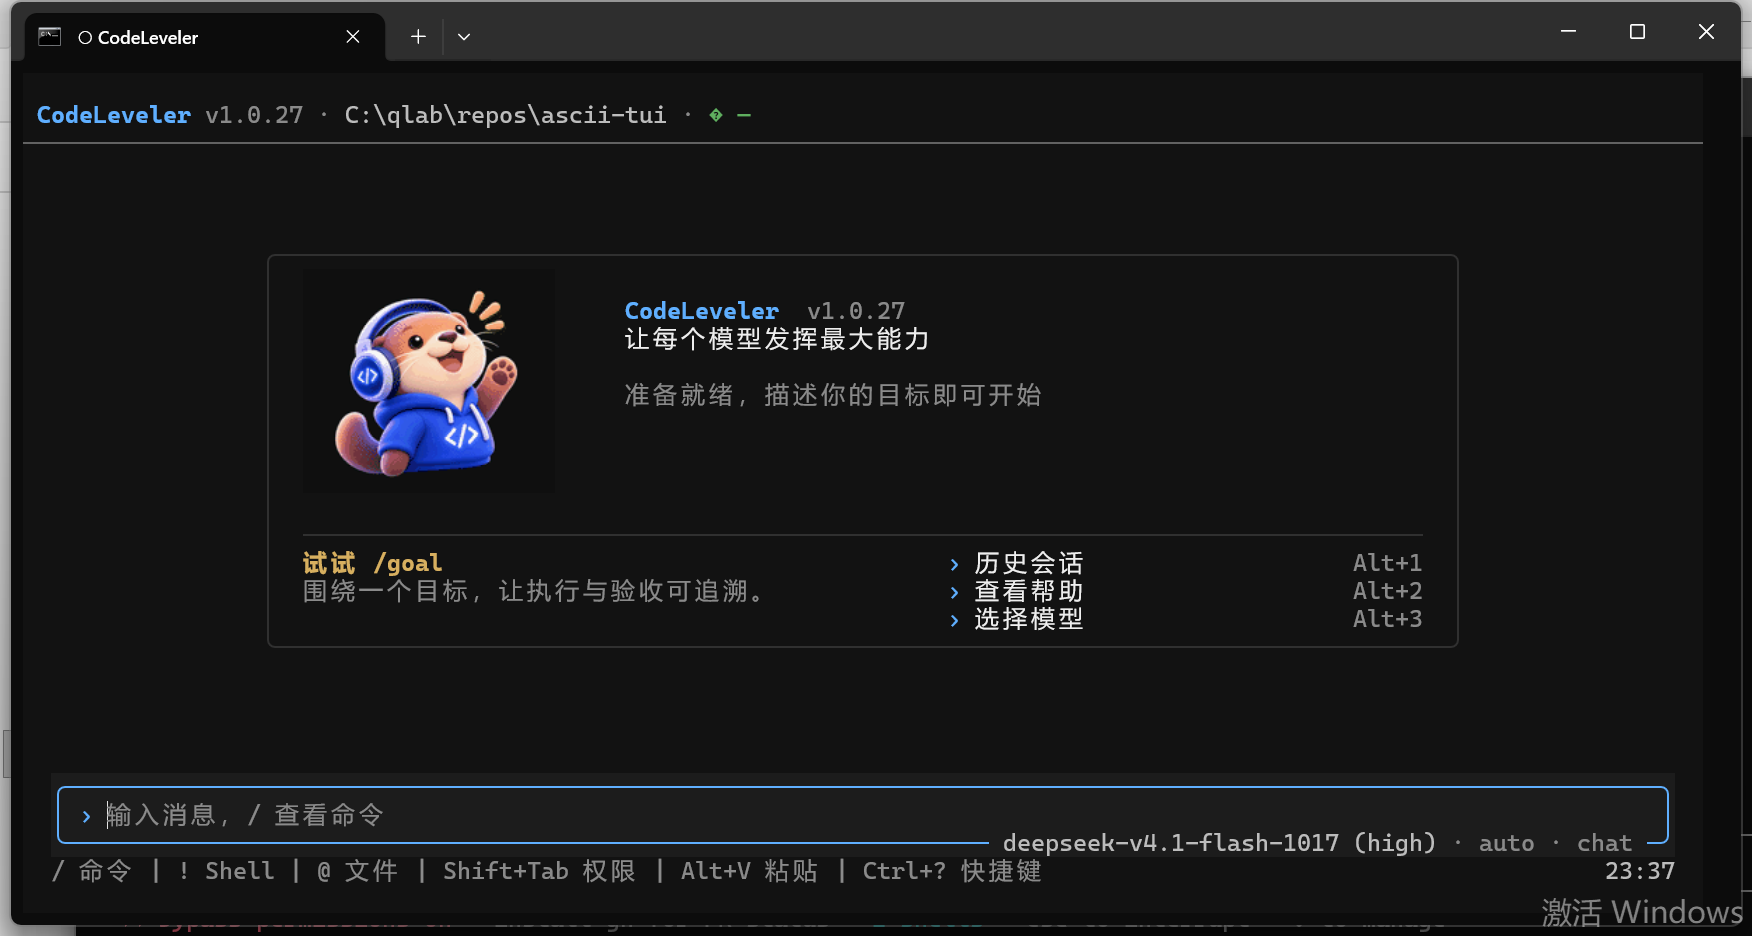 CodeLeveler
CodeLeveler v1.0.27 · C:\qlab\repos\ascii-tui · � —
CodeLeveler v1.0.27
让每个模型发挥最大能力
准备就绪，描述你的目标即可开始
</>
</>
试试 /goal
围绕一个目标，让执行与验收可追溯。
› 历史会话 Alt+1
› 查看帮助 Alt+2
› 选择模型 Alt+3
› 输入消息，/ 查看命令
deepseek-v4.1-flash-1017 (high) · auto · chat
/ 命令 | ! Shell | @ 文件 | Shift+Tab 权限 | Alt+V 粘贴 | Ctrl+? 快捷键 23:37
激活 Windows